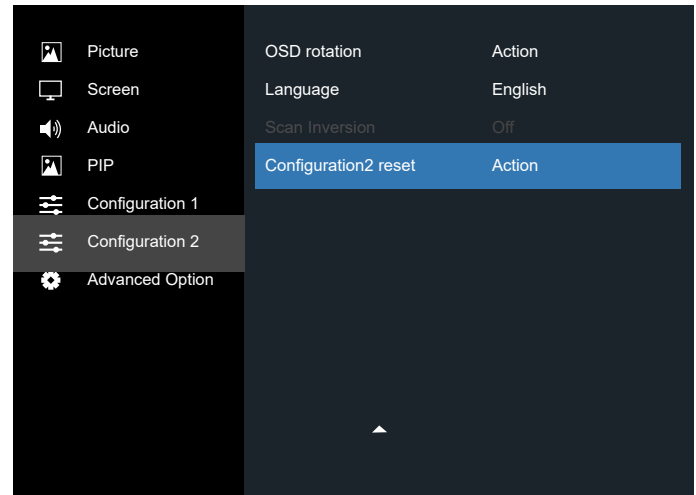 Picture
Screen
Audio
PIP
Configuration 1
Configuration 2
Advanced Option
OSD rotation Action
Language English
Scan Inversion Off
Configuration2 reset Action